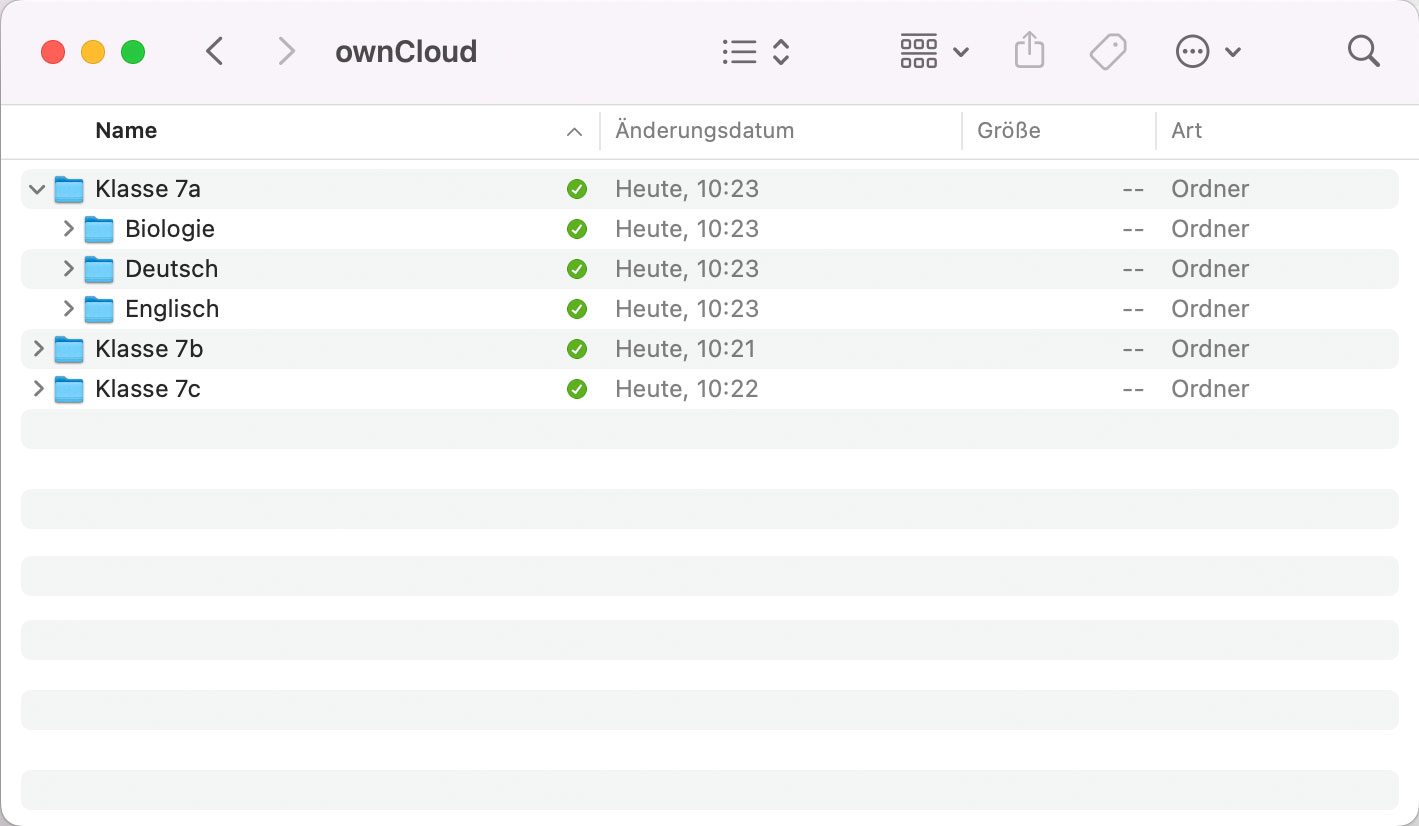 ownCloud
Name Änderungsdatum Größe Art
Klasse 7a Heute, 10:23 -- Ordner
Biologie Heute, 10:23 -- Ordner
Deutsch Heute, 10:23 -- Ordner
Englisch Heute, 10:23 -- Ordner
Klasse 7b Heute, 10:21 -- Ordner
Klasse 7c Heute, 10:22 -- Ordner